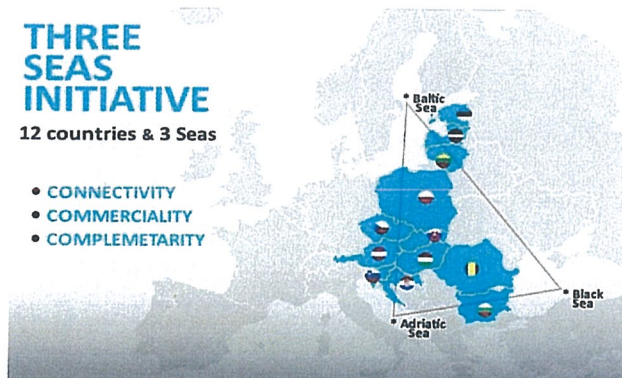 THREE
SEAS
INITIATIVE
12 countries & 3 Seas
• CONNECTIVITY
• COMMERCIALITY
• COMPLEMETARITY
Baltic
Sea
Black
Sea
Adriatic
Sea